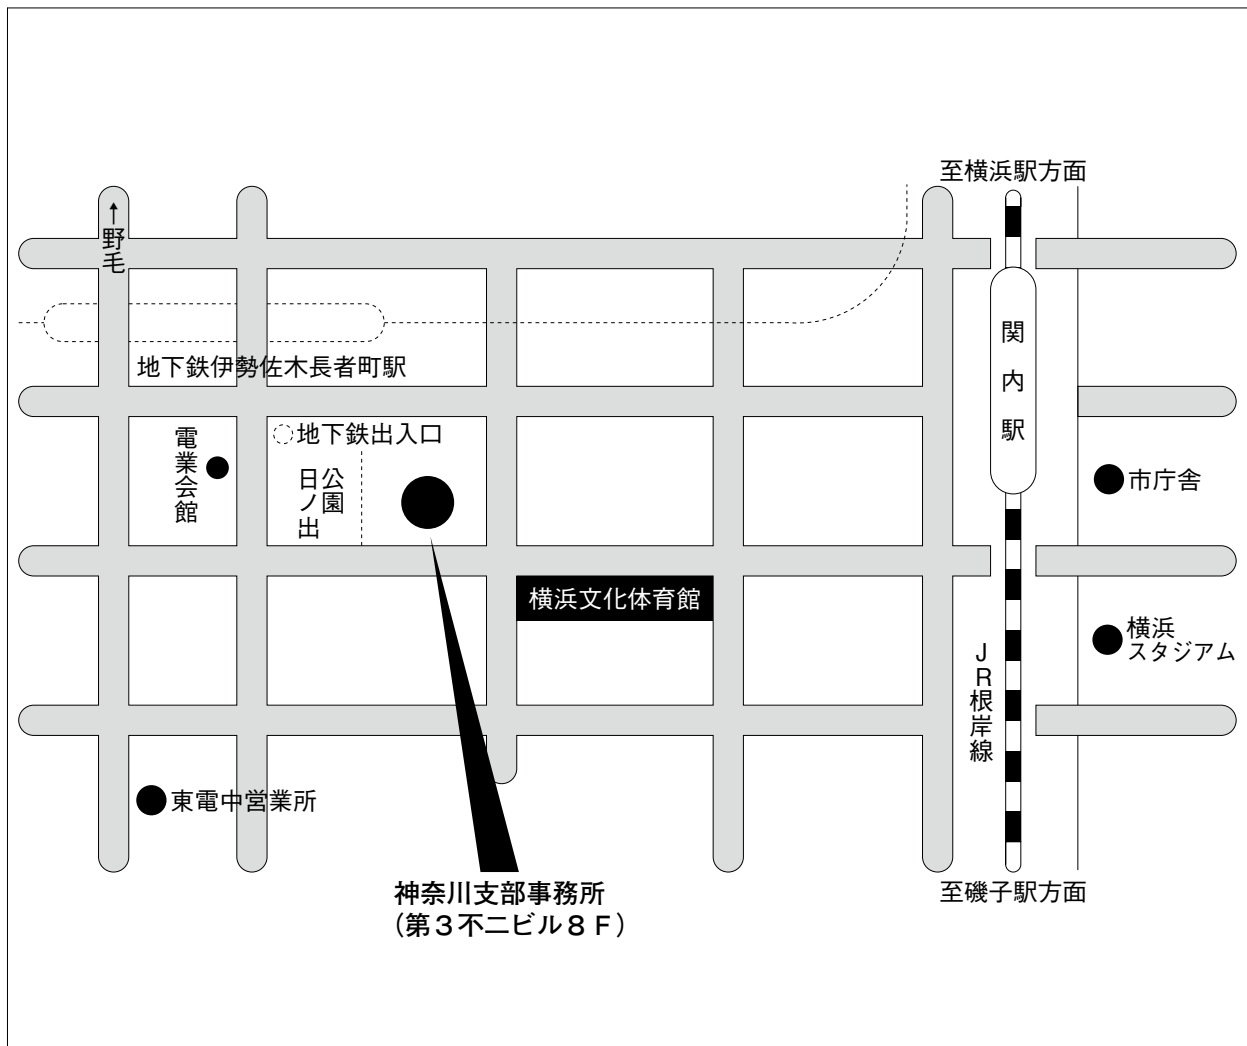 至横浜駅方面
←野毛
関内駅
地下鉄伊勢佐木長者町駅
地下鉄出入口
電業会館
日ノ出
公園
市庁舎
横浜文化体育館
横浜
スタジアム
JR根岸線
東電中営業所
神奈川支部事務所
(第3不二ビル8F)
至磯子駅方面